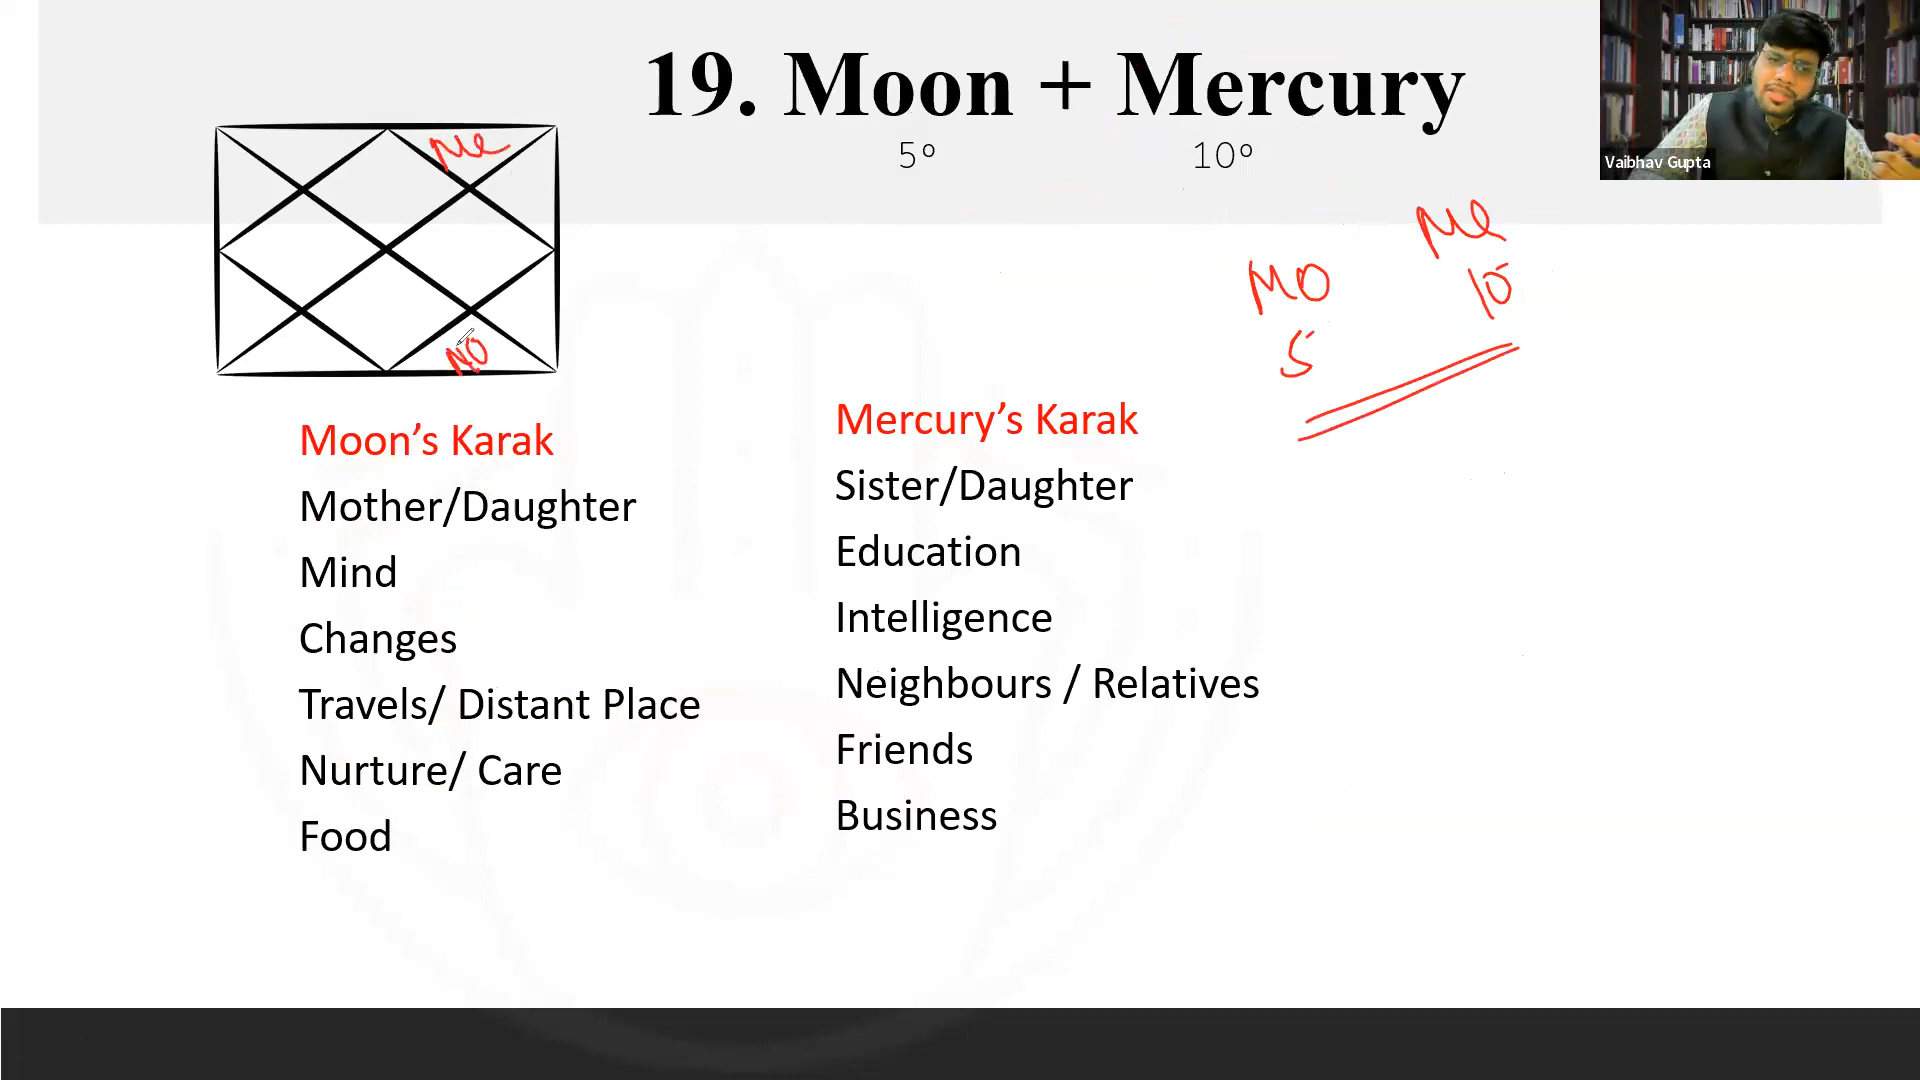 19. Moon + Mercury
5° 10°
Vaibhav Gupta
Me
MO
Me
MO
5
10
Moon’s Karak
Mother/Daughter
Mind
Changes
Travels/ Distant Place
Nurture/ Care
Food
Mercury’s Karak
Sister/Daughter
Education
Intelligence
Neighbours / Relatives
Friends
Business